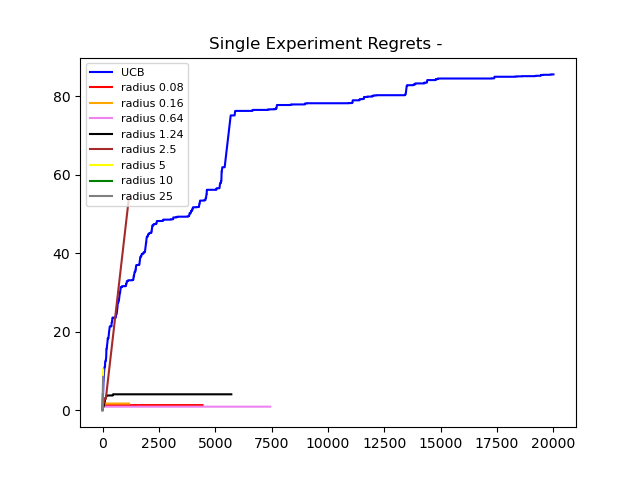 Single Experiment Regrets -
UCB
radius 0.08
radius 0.16
radius 0.64
radius 1.24
radius 2.5
radius 5
radius 10
radius 25
80
60
40
20
0
0 2500 5000 7500 10000 12500 15000 17500 20000